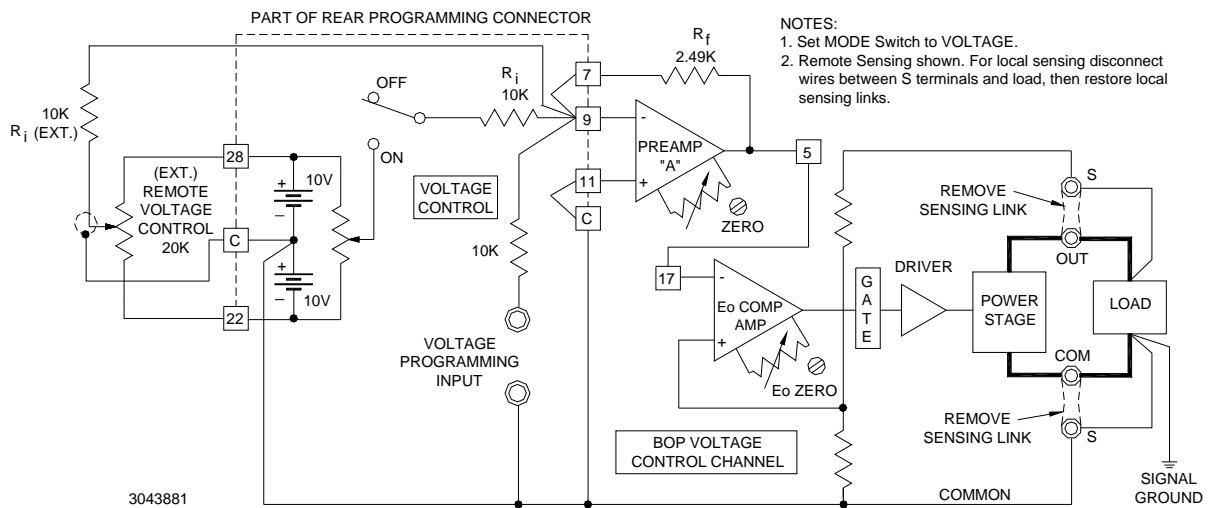 PART OF REAR PROGRAMMING CONNECTOR
NOTES:
1. Set MODE Switch to VOLTAGE.
2. Remote Sensing shown. For local sensing disconnect
wires between S terminals and load, then restore local
sensing links.
Rf
2.49K
7
Ri
10K
OFF
9
-
10K
Ri (EXT.)
PREAMP
"A"
5
ON
28
(EXT.)
REMOTE
VOLTAGE
CONTROL
20K
+
10V
–
11
+
VOLTAGE
CONTROL
C
ZERO
S
REMOVE
SENSING LINK
OUT
C
10K
17
-
+
10V
–
22
Eo COMP
AMP
+
GATE
DRIVER
POWER
STAGE
LOAD
VOLTAGE
PROGRAMMING
INPUT
Eo ZERO
COM
REMOVE
SENSING LINK
S
BOP VOLTAGE
CONTROL CHANNEL
SIGNAL
GROUND
3043881
COMMON